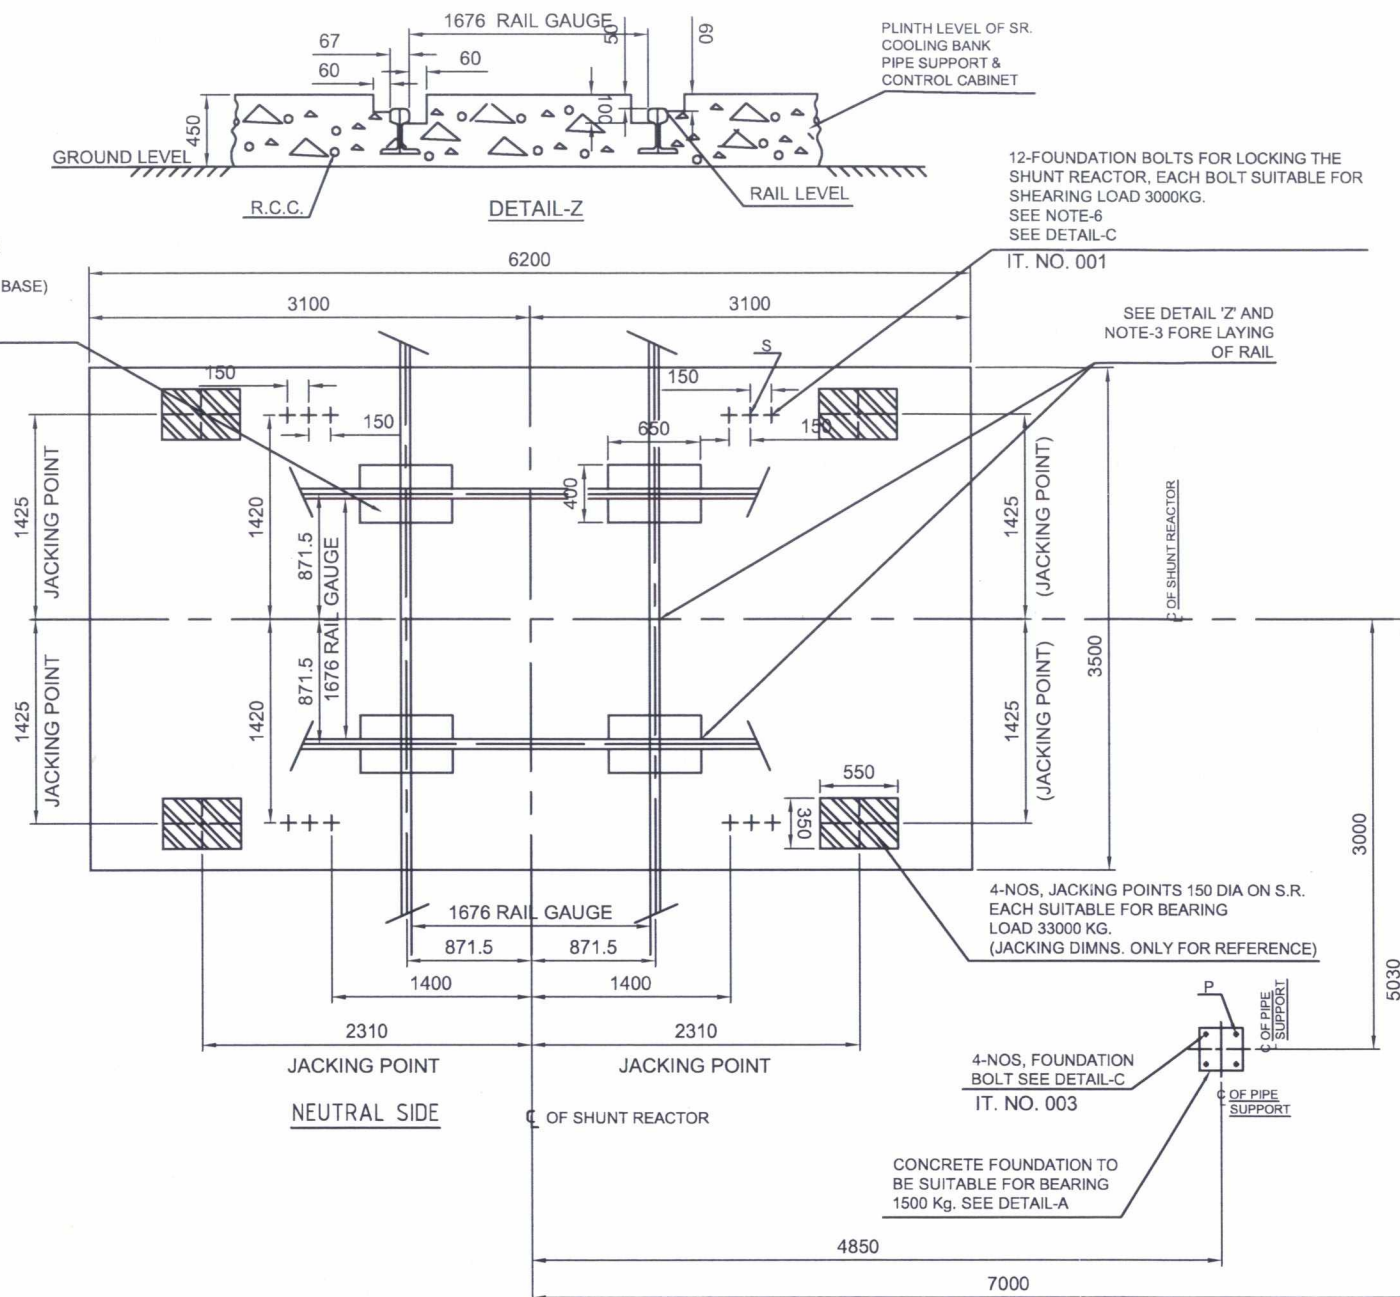 1676 RAIL GAUGE
67
60
60
50
60
100
450
PLINTH LEVEL OF SR.
COOLING BANK
PIPE SUPPORT &
CONTROL CABINET
GROUND LEVEL
R.C.C.
DETAIL-Z
RAIL LEVEL
12-FOUNDATION BOLTS FOR LOCKING THE
SHUNT REACTOR, EACH BOLT SUITABLE FOR
SHEARING LOAD 3000KG.
SEE NOTE-6
SEE DETAIL-C
IT. NO. 001
BASE)
6200
3100
3100
SEE DETAIL 'Z' AND
NOTE-3 FORE LAYING
OF RAIL
S
150
150
150
150
650
400
1425
JACKING POINT
1420
871.5
1676 RAIL GAUGE
1425
(JACKING POINT)
℄ OF SHUNT REACTOR
1425
JACKING POINT
1420
871.5
1425
(JACKING POINT)
3500
3000
5030
550
350
4-NOS, JACKING POINTS 150 DIA ON S.R.
EACH SUITABLE FOR BEARING
LOAD 33000 KG.
(JACKING DIMNS. ONLY FOR REFERENCE)
1676 RAIL GAUGE
871.5
871.5
1400
1400
2310
2310
JACKING POINT
JACKING POINT
NEUTRAL SIDE
℄ OF SHUNT REACTOR
P
℄ OF PIPE
SUPPORT
4-NOS, FOUNDATION
BOLT SEE DETAIL-C
IT. NO. 003
℄ OF PIPE
SUPPORT
CONCRETE FOUNDATION TO
BE SUITABLE FOR BEARING
1500 Kg. SEE DETAIL-A
4850
7000